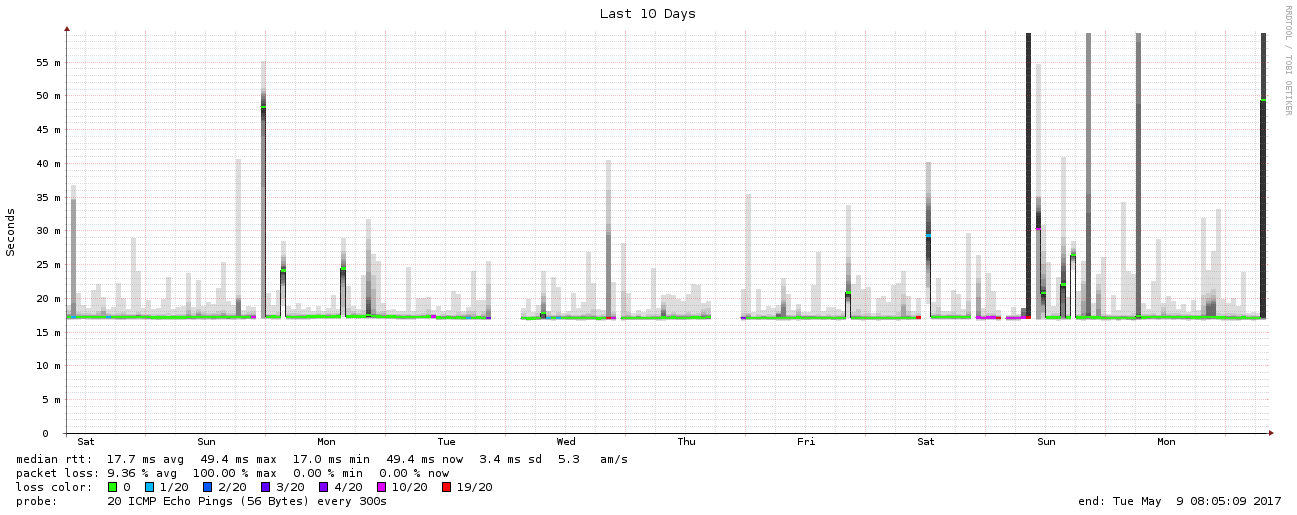 Last 10 Days
RRDTOOL / TOBI OETIKER
Seconds
55 m
50 m
45 m
40 m
35 m
30 m
25 m
20 m
15 m
10 m
5 m
0
Sat Sun Mon Tue Wed Thu Fri Sat Sun Mon
median rtt: 17.7 ms avg 49.4 ms max 17.0 ms min 49.4 ms now 3.4 ms sd 5.3 am/s
packet loss: 9.36 % avg 100.00 % max 0.00 % min 0.00 % now
loss color: 0 1/20 2/20 3/20 4/20 10/20 19/20
probe: 20 ICMP Echo Pings (56 Bytes) every 300s end: Tue May 9 08:05:09 2017